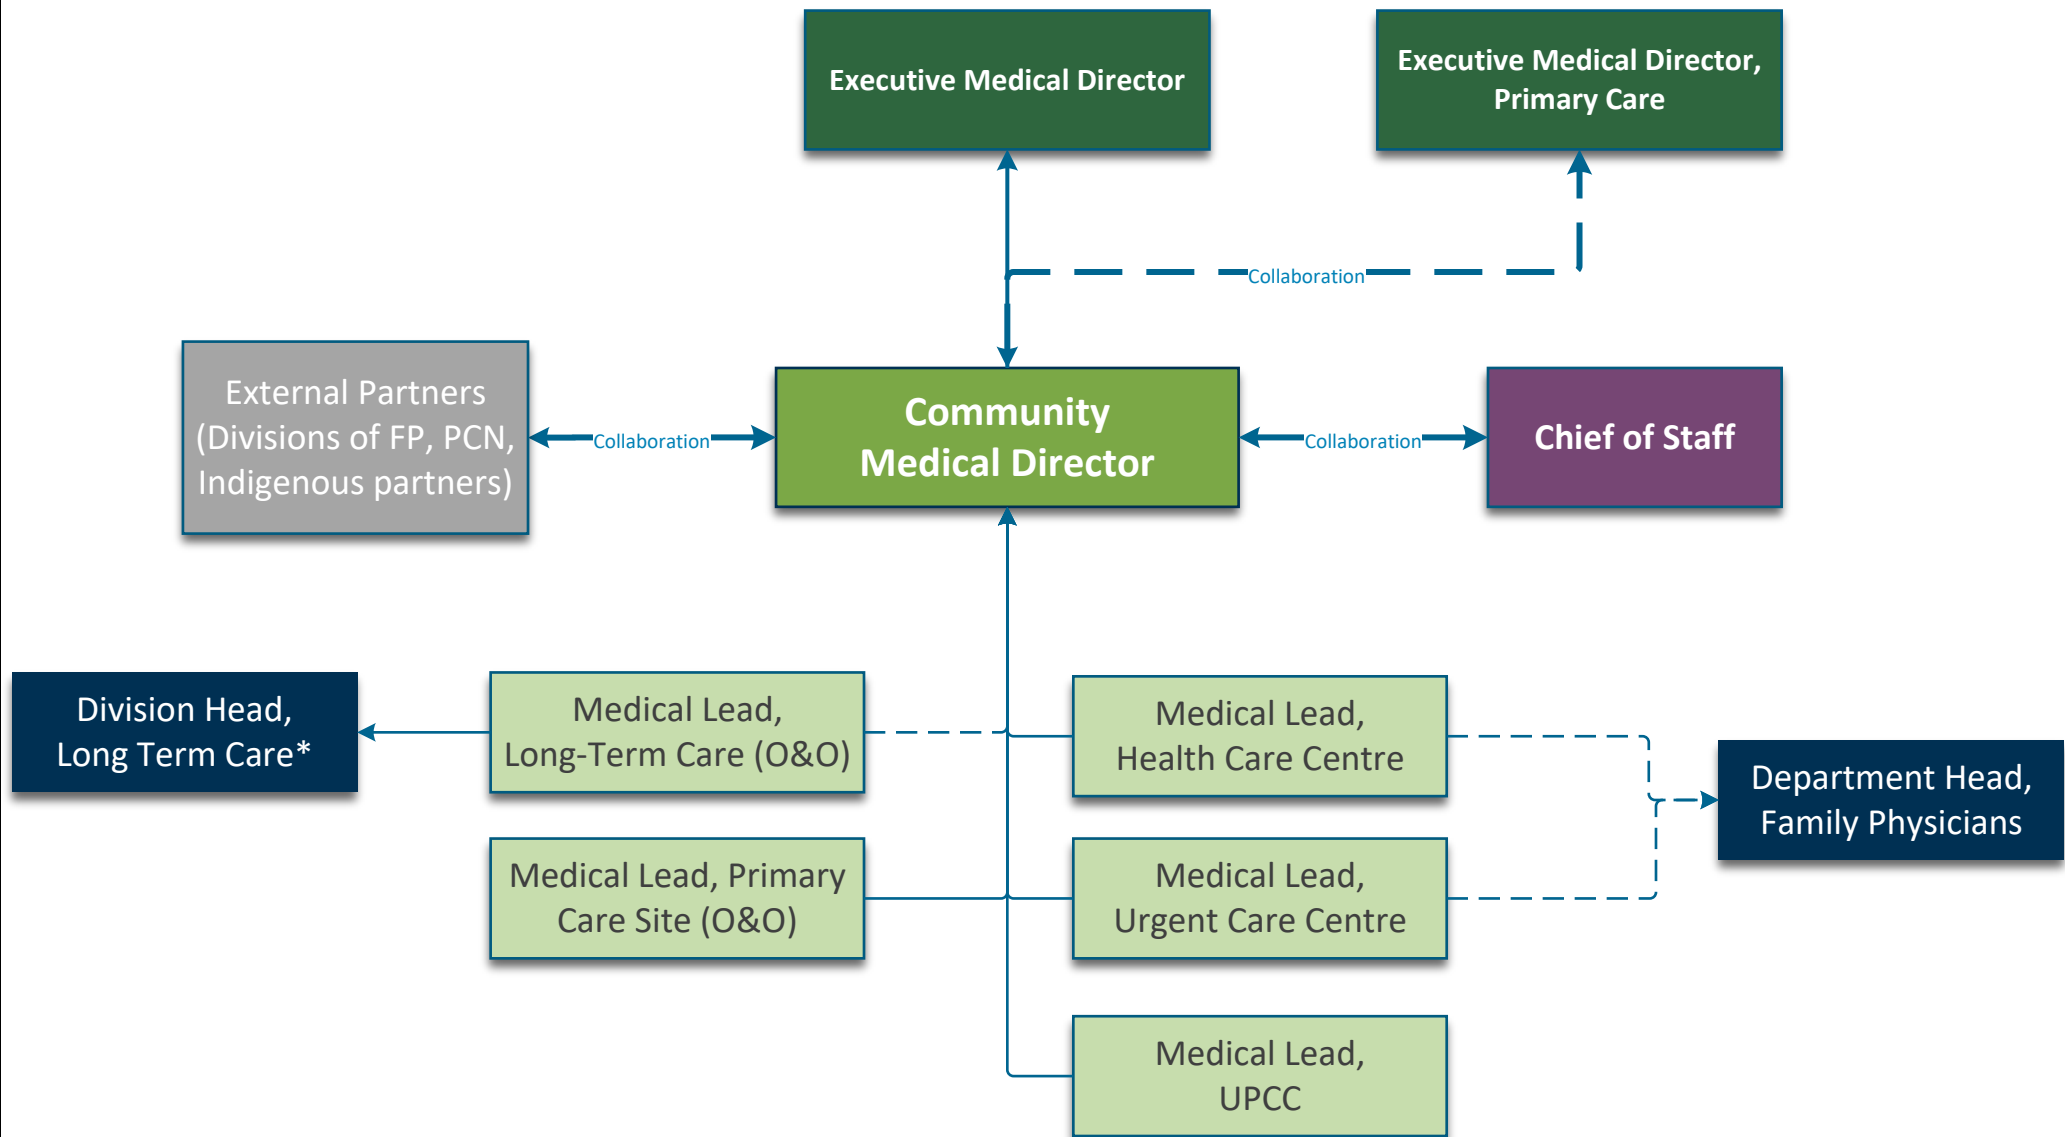 Executive Medical Director
Executive Medical Director,
Primary Care
Collaboration
External Partners
(Divisions of FP, PCN,
Indigenous partners)
Collaboration
Community
Medical Director
Collaboration
Chief of Staff
Division Head,
Long Term Care*
Medical Lead,
Long-Term Care (O&O)
Medical Lead,
Health Care Centre
Department Head,
Family Physicians
Medical Lead, Primary
Care Site (O&O)
Medical Lead,
Urgent Care Centre
Medical Lead,
UPCC